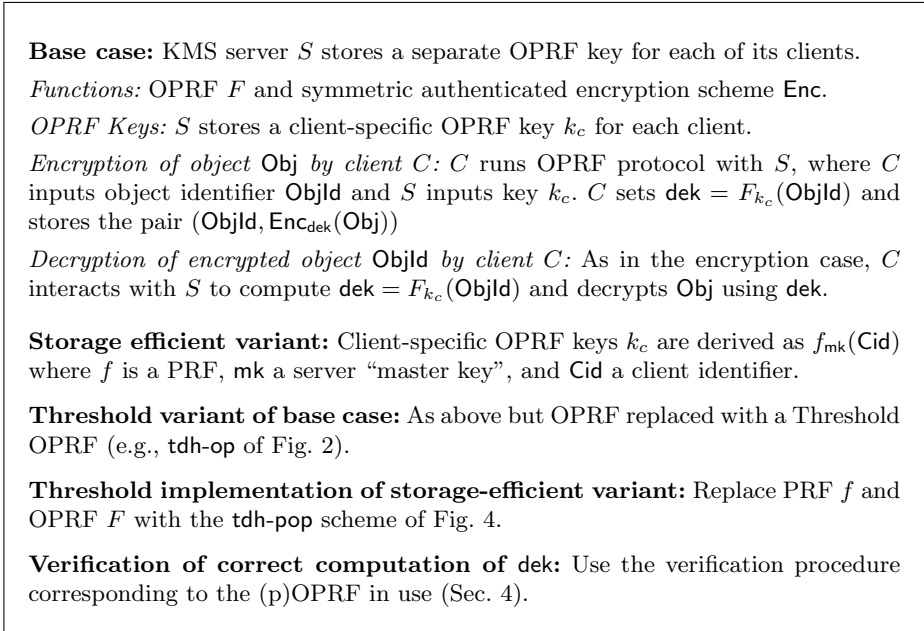 Base case: KMS server S stores a separate OPRF key for each of its clients.
Functions: OPRF F and symmetric authenticated encryption scheme Enc.
OPRF Keys: S stores a client-specific OPRF key k_c for each client.
Encryption of object Obj by client C: C runs OPRF protocol with S, where C
inputs object identifier ObjId and S inputs key k_c. C sets dek = F_{k_c}(ObjId) and
stores the pair (ObjId, Enc_dek(Obj))
Decryption of encrypted object ObjId by client C: As in the encryption case, C
interacts with S to compute dek = F_{k_c}(ObjId) and decrypts Obj using dek.
Storage efficient variant: Client-specific OPRF keys k_c are derived as f_mk(Cid)
where f is a PRF, mk a server “master key”, and Cid a client identifier.
Threshold variant of base case: As above but OPRF replaced with a Threshold
OPRF (e.g., tdh-op of Fig. 2).
Threshold implementation of storage-efficient variant: Replace PRF f and
OPRF F with the tdh-pop scheme of Fig. 4.
Verification of correct computation of dek: Use the verification procedure
corresponding to the (p)OPRF in use (Sec. 4).